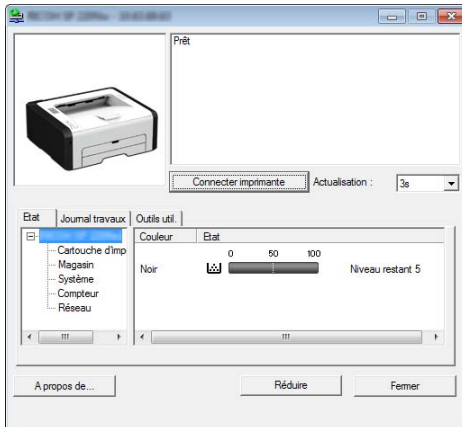 Prêt
Connecter imprimante
Actualisation :
3s
Etat
Journal travaux
Outils util.
Couleur
Etat
Cartouche d'imp
Magasin
Système
Compteur
Réseau
0 50 100
Noir
Niveau restant 5
A propos de...
Réduire
Fermer